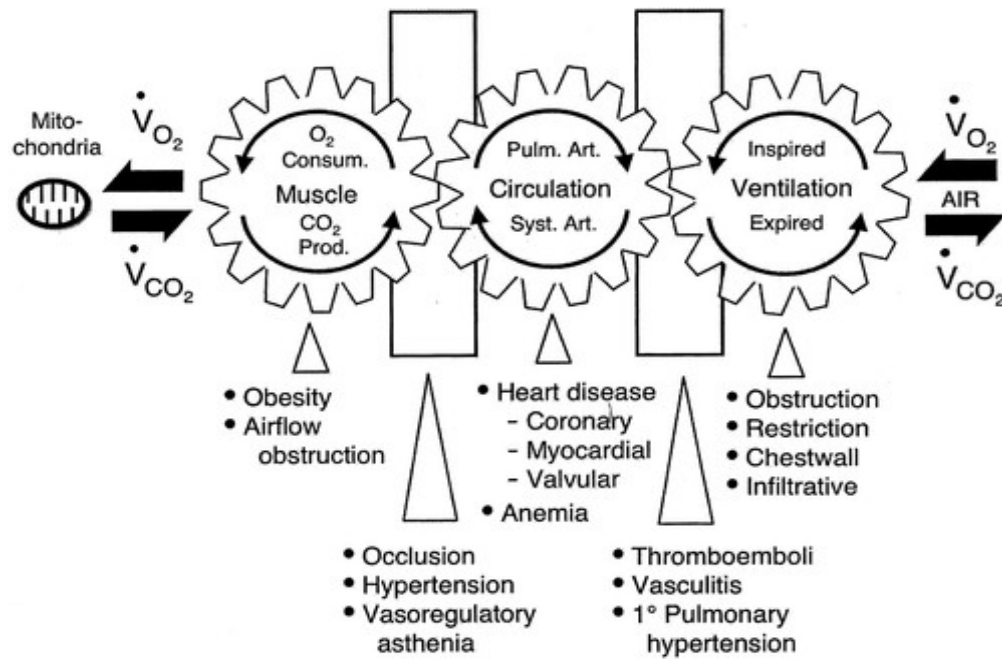 Mito-
chondria
V̇O₂
V̇CO₂
O₂
Consum.
Muscle
CO₂
Prod.
Pulm. Art.
Circulation
Syst. Art.
Inspired
Ventilation
Expired
V̇O₂
AIR
V̇CO₂
• Obesity
• Airflow
obstruction
• Occlusion
• Hypertension
• Vasoregulatory
asthenia
• Heart disease
– Coronary
– Myocardial
– Valvular
• Anemia
• Thromboemboli
• Vasculitis
• 1° Pulmonary
hypertension
• Obstruction
• Restriction
• Chestwall
• Infiltrative